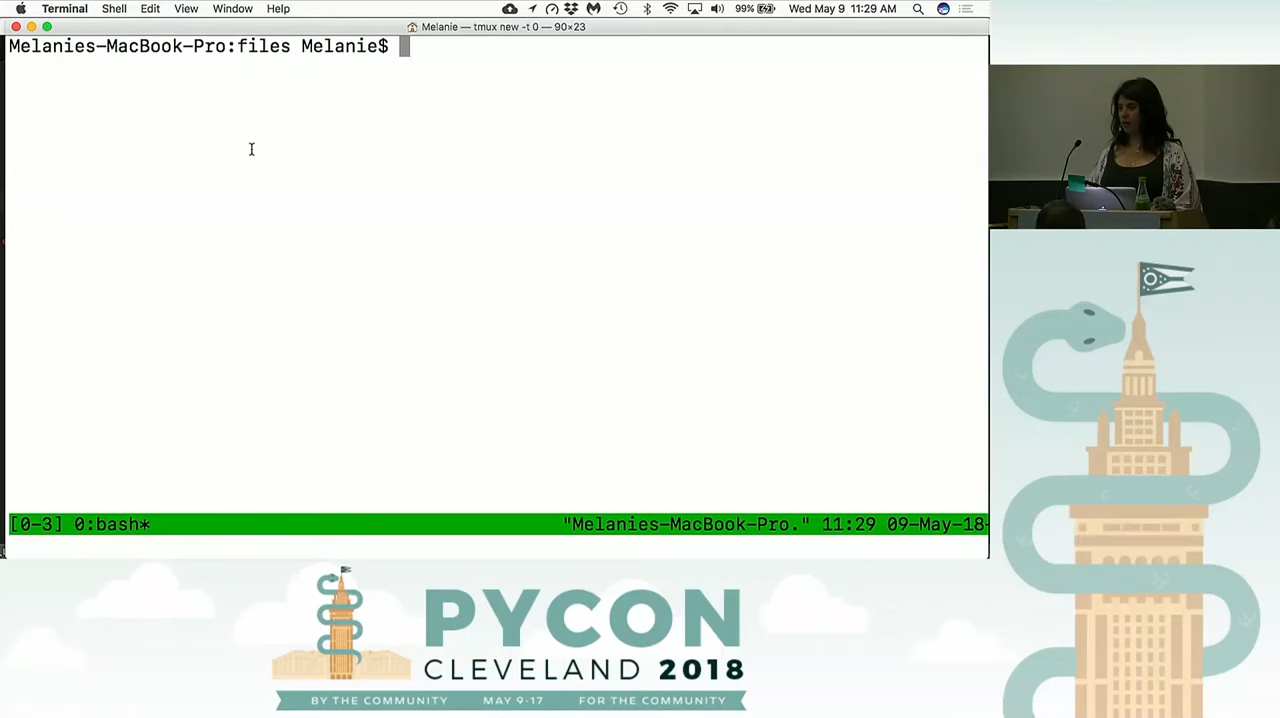 Terminal Shell Edit View Window Help 99% Wed May 9 11:29 AM
Melanie — tmux new -t 0 — 90×23
Melanies-MacBook-Pro:files Melanie$
[0-3] 0:bash* "Melanies-MacBook-Pro." 11:29 09-May-18
PYCON
CLEVELAND 2018
BY THE COMMUNITY MAY 9-17 FOR THE COMMUNITY